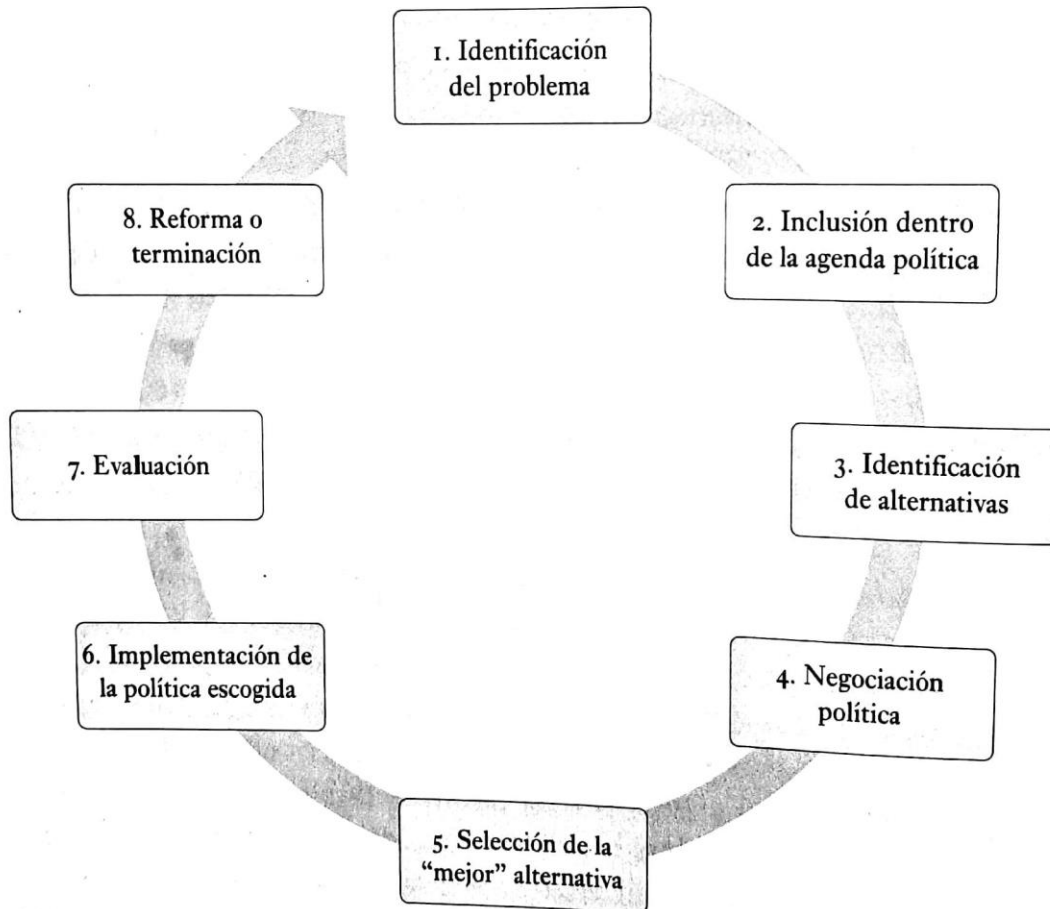 1. Identificación
del problema
2. Inclusión dentro
de la agenda política
3. Identificación
de alternativas
4. Negociación
política
5. Selección de la
“mejor” alternativa
6. Implementación de
la política escogida
7. Evaluación
8. Reforma o
terminación